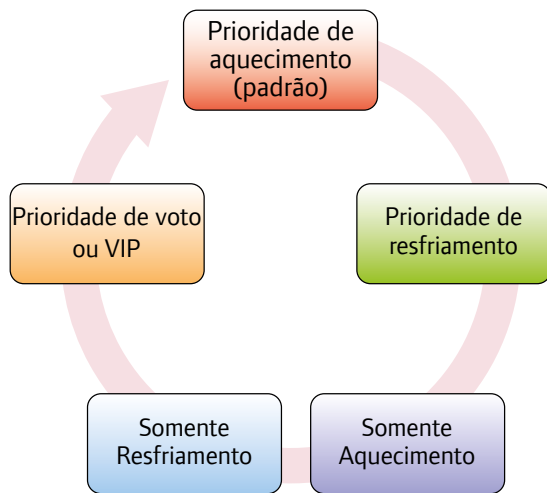 Prioridade de
aquecimento
(padrão)
Prioridade de
resfriamento
Somente
Aquecimento
Somente
Resfriamento
Prioridade de voto
ou VIP